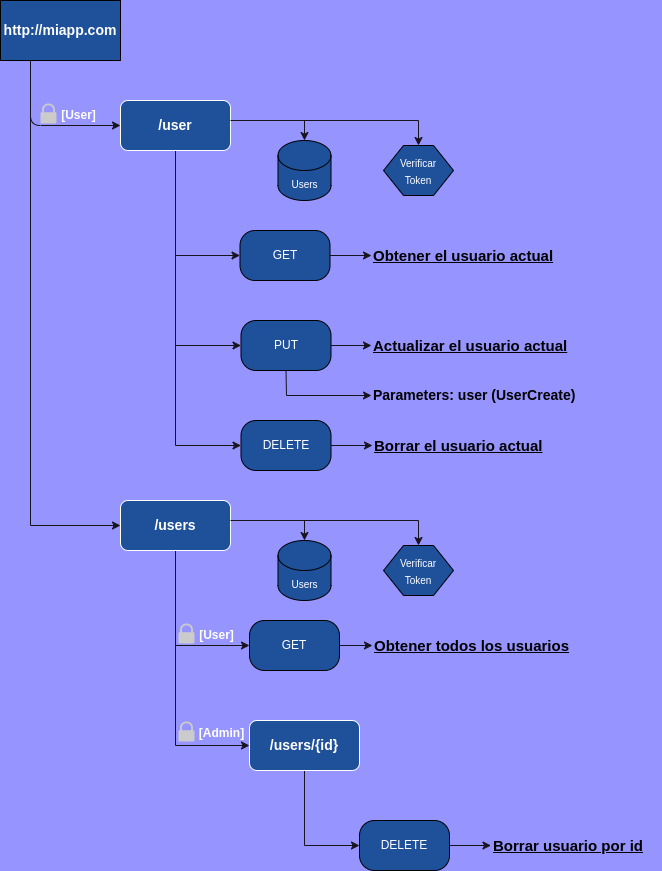 http://miapp.com
[User]
/user
Verificar
Token
Users
GET
Obtener el usuario actual
PUT
Actualizar el usuario actual
Parameters: user (UserCreate)
DELETE
Borrar el usuario actual
/users
Verificar
Token
Users
[User]
GET
Obtener todos los usuarios
[Admin]
/users/{id}
DELETE
Borrar usuario por id